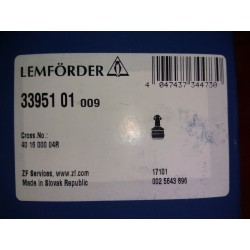 LEMFÖRDER
4 047437 344730
33951 01 009
Cross.No.:
40 16 000 04R
ZF Services, www.zf.com
Made in Slovak Republic
17101
002 5643 896